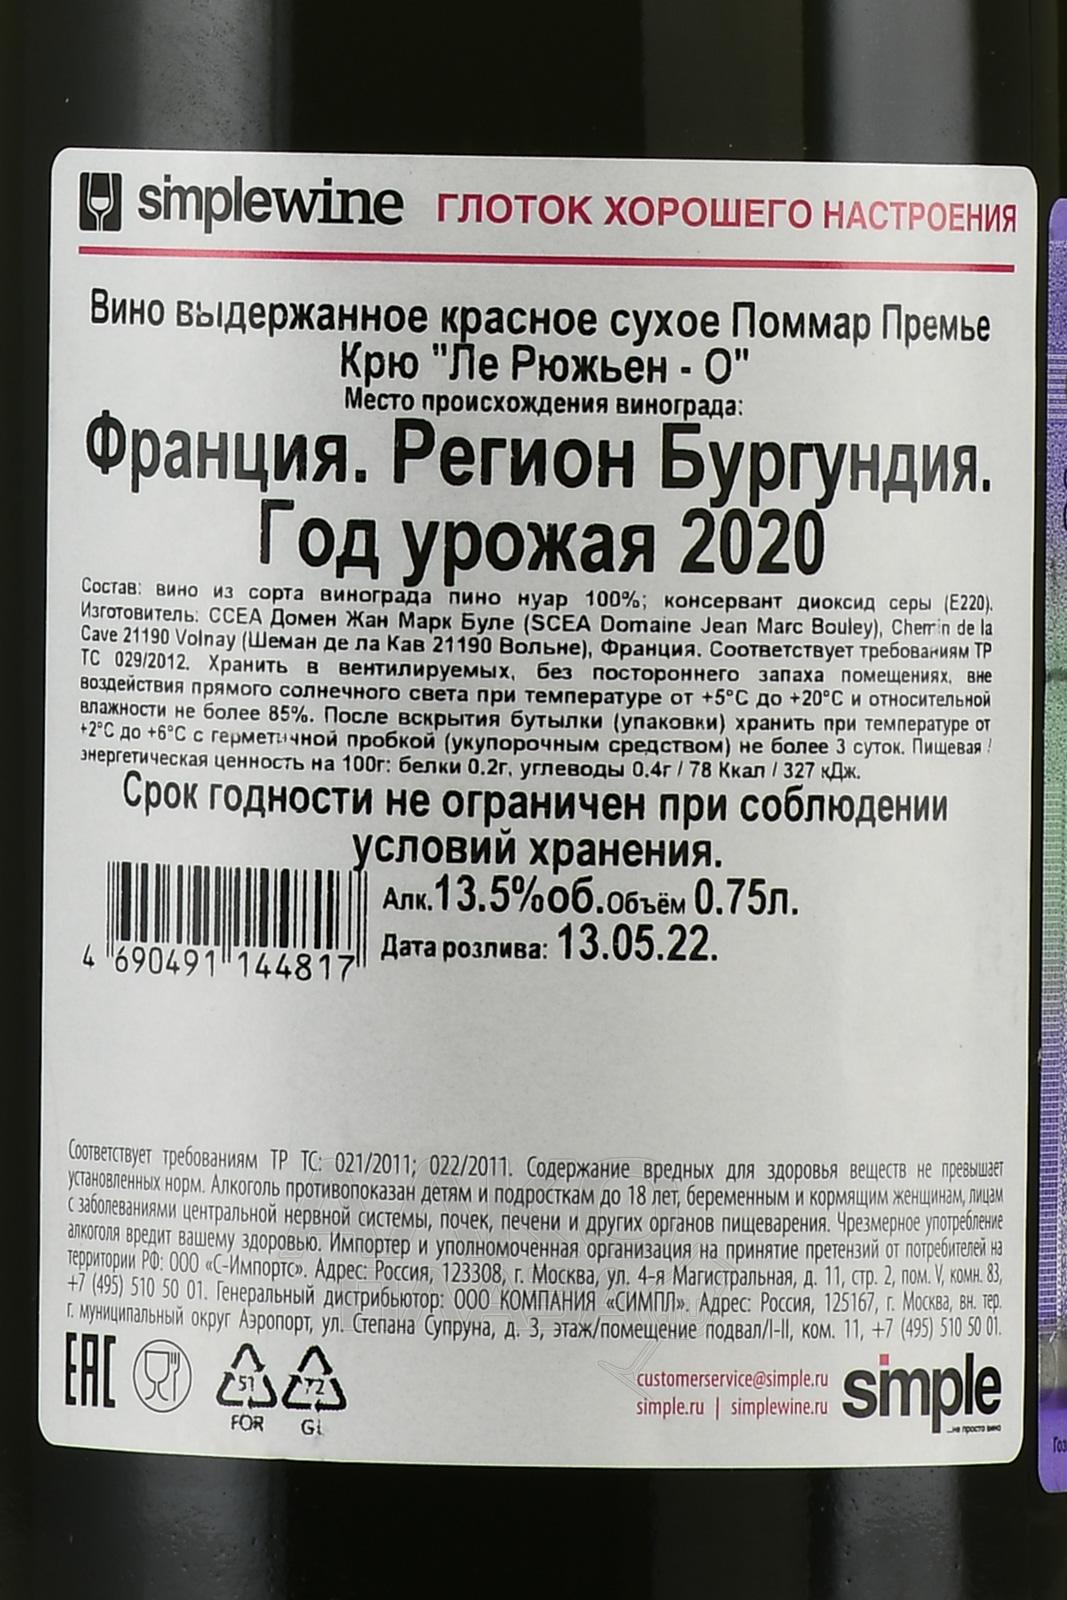 simplewine ГЛОТОК ХОРОШЕГО НАСТРОЕНИЯ
Вино выдержанное красное сухое Поммар Премье
Крю "Ле Рюжьен - О"
Место происхождения винограда:
Франция. Регион Бургундия.
Год урожая 2020
Состав: вино из сорта винограда пино нуар 100%; консервант диоксид серы (E220).
Изготовитель: ССЕА Домен Жан Марк Буле (SCEA Domaine Jean Marc Bouley), Chemin de la
Cave 21190 Volnay (Шеман де ла Кав 21190 Вольне), Франция. Соответствует требованиям ТР
ТС 029/2012. Хранить в вентилируемых, без постороннего запаха помещениях, вне
воздействия прямого солнечного света при температуре от +5°С до +20°С и относительной
влажности не более 85%. После вскрытия бутылки (упаковки) хранить при температуре от
+2°С до +6°С с герметичной пробкой (укупорочным средством) не более 3 суток. Пищевая /
энергетическая ценность на 100г: белки 0.2г, углеводы 0.4г / 78 Ккал / 327 кДж.
Срок годности не ограничен при соблюдении
условий хранения.
Алк.13.5%об.Объём 0.75л.
Дата розлива: 13.05.22.
4 690491 144817
Соответствует требованиям ТР ТС: 021/2011; 022/2011. Содержание вредных для здоровья веществ не превышает
установленных норм. Алкоголь противопоказан детям и подросткам до 18 лет, беременным и кормящим женщинам, лицам
с заболеваниями центральной нервной системы, почек, печени и других органов пищеварения. Чрезмерное употребление
алкоголя вредит вашему здоровью. Импортер и уполномоченная организация на принятие претензий от потребителей на
территории РФ: ООО «С-Импортс». Адрес: Россия, 123308, г. Москва, ул. 4-я Магистральная, д. 11, стр. 2, пом. V, комн. 83,
+7 (495) 510 50 01. Генеральный дистрибьютор: ООО КОМПАНИЯ «СИМПЛ». Адрес: Россия, 125167, г. Москва, вн. тер.
г. муниципальный округ Аэропорт, ул. Степана Супруна, д. 3, этаж/помещение подвал/I-II, ком. 11, +7 (495) 510 50 01.
EAC
51
FOR
72
GL
customerservice@simple.ru
simple.ru | simplewine.ru
simple
...не просто вино